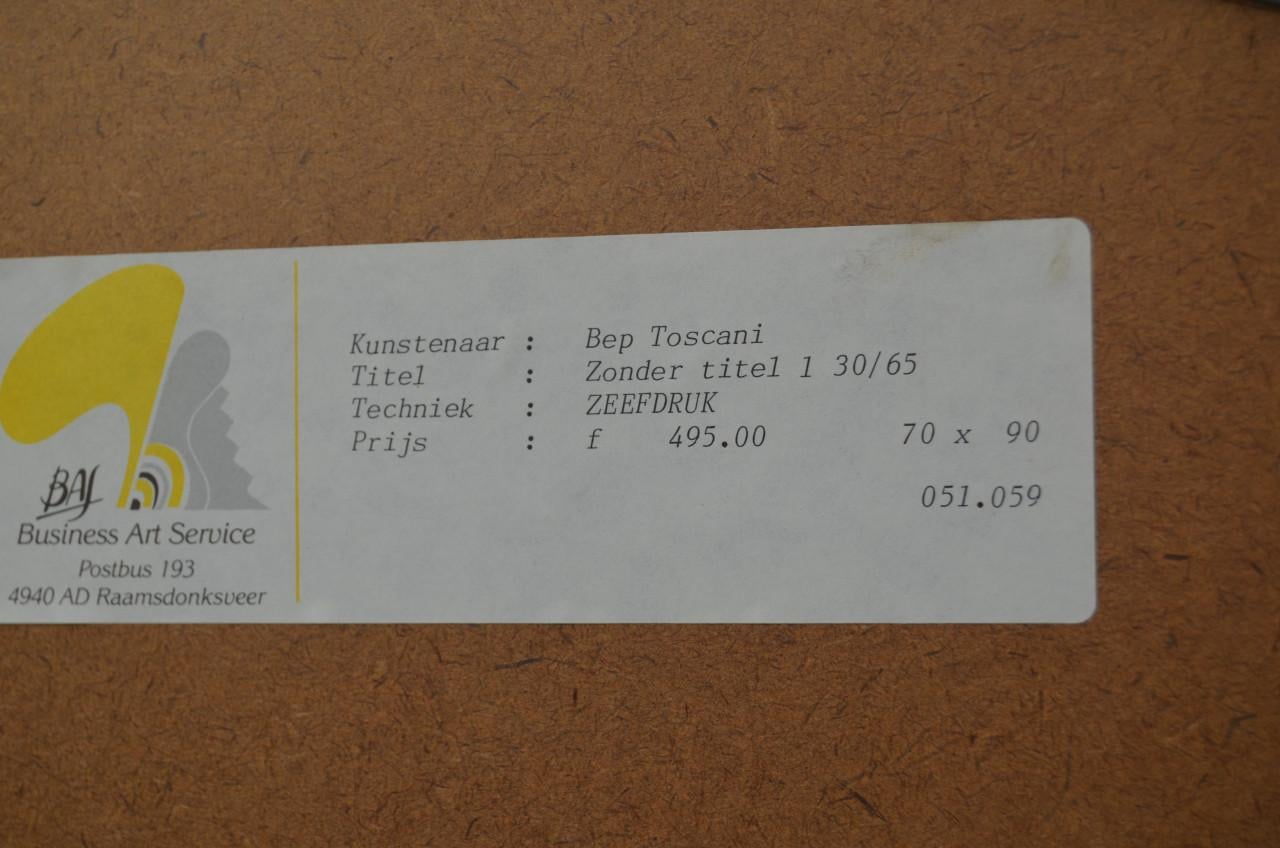 BAS
Business Art Service
Postbus 193
4940 AD Raamsdonksveer
Kunstenaar : Bep Toscani
Titel : Zonder titel 1 30/65
Techniek : ZEEFDRUK
Prijs : f 495.00 70 x 90
051.059